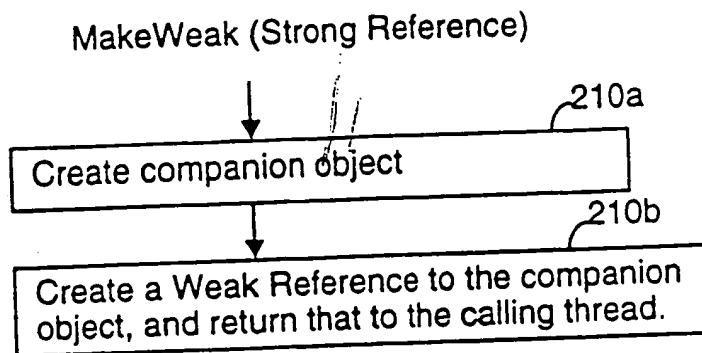 MakeWeak (Strong Reference)
210a
Create companion object
210b
Create a Weak Reference to the companion
object, and return that to the calling thread.